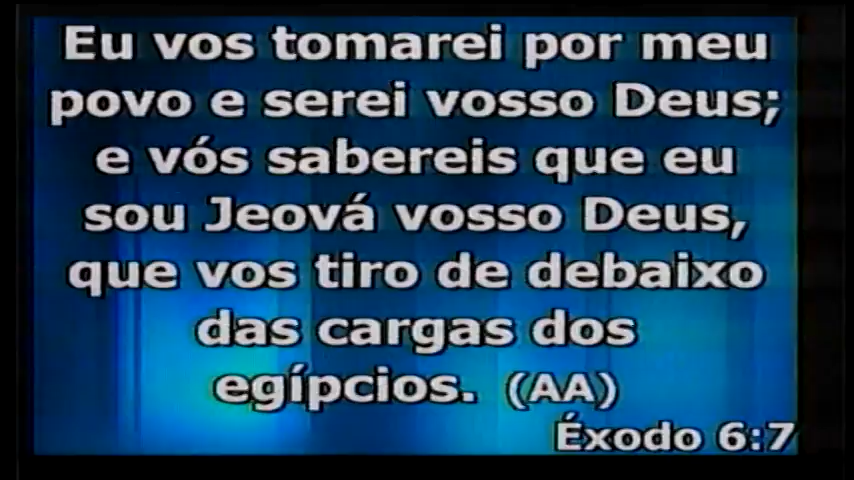 Eu vos tomarei por meu
povo e serei vosso Deus;
e vós sabereis que eu
sou Jeová vosso Deus,
que vos tiro de debaixo
das cargas dos
egípcios. (AA)
Éxodo 6:7